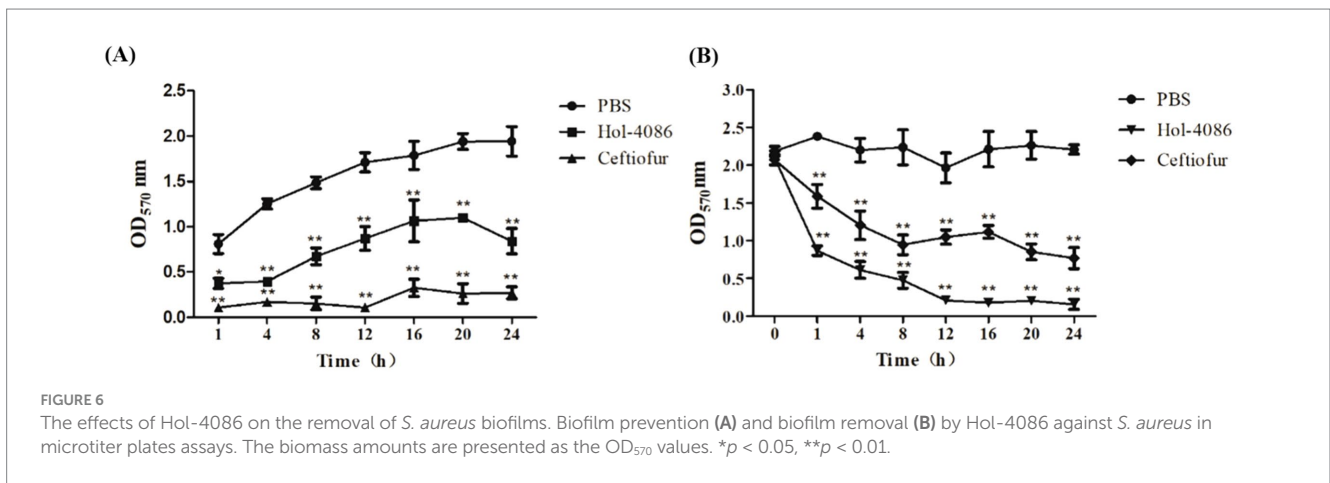 (A)
2.5
2.0
1.5
1.0
0.5
0.0
OD570 nm
1 4 8 12 16 20 24
Time (h)
PBS
Hol-4086
Ceftiofur
* ** ** ** ** ** **
** ** ** ** ** ** **
(B)
3.0
2.5
2.0
1.5
1.0
0.5
0.0
OD570nm
0 1 4 8 12 16 20 24
Time (h)
PBS
Hol-4086
Ceftiofur
** ** ** ** ** ** **
** ** ** ** ** ** **
FIGURE 6
The effects of Hol-4086 on the removal of S. aureus biofilms. Biofilm prevention (A) and biofilm removal (B) by Hol-4086 against S. aureus in
microtiter plates assays. The biomass amounts are presented as the OD570 values. *p < 0.05, **p < 0.01.